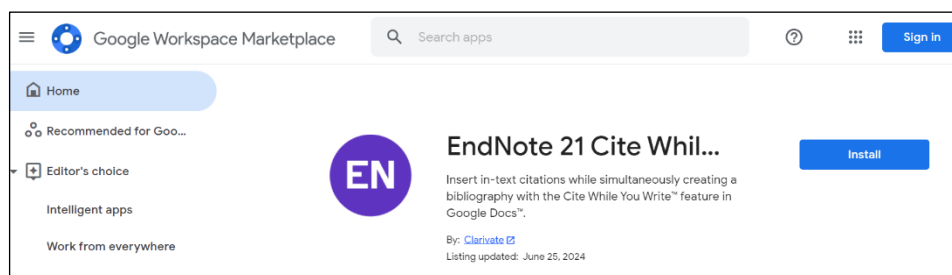 Google Workspace Marketplace
Search apps
Sign in
Home
Recommended for Goo...
Editor's choice
Intelligent apps
Work from everywhere
EN
EndNote 21 Cite Whil...
Install
Insert in-text citations while simultaneously creating a
bibliography with the Cite While You Write™ feature in
Google Docs™.
By: Clarivate
Listing updated: June 25, 2024